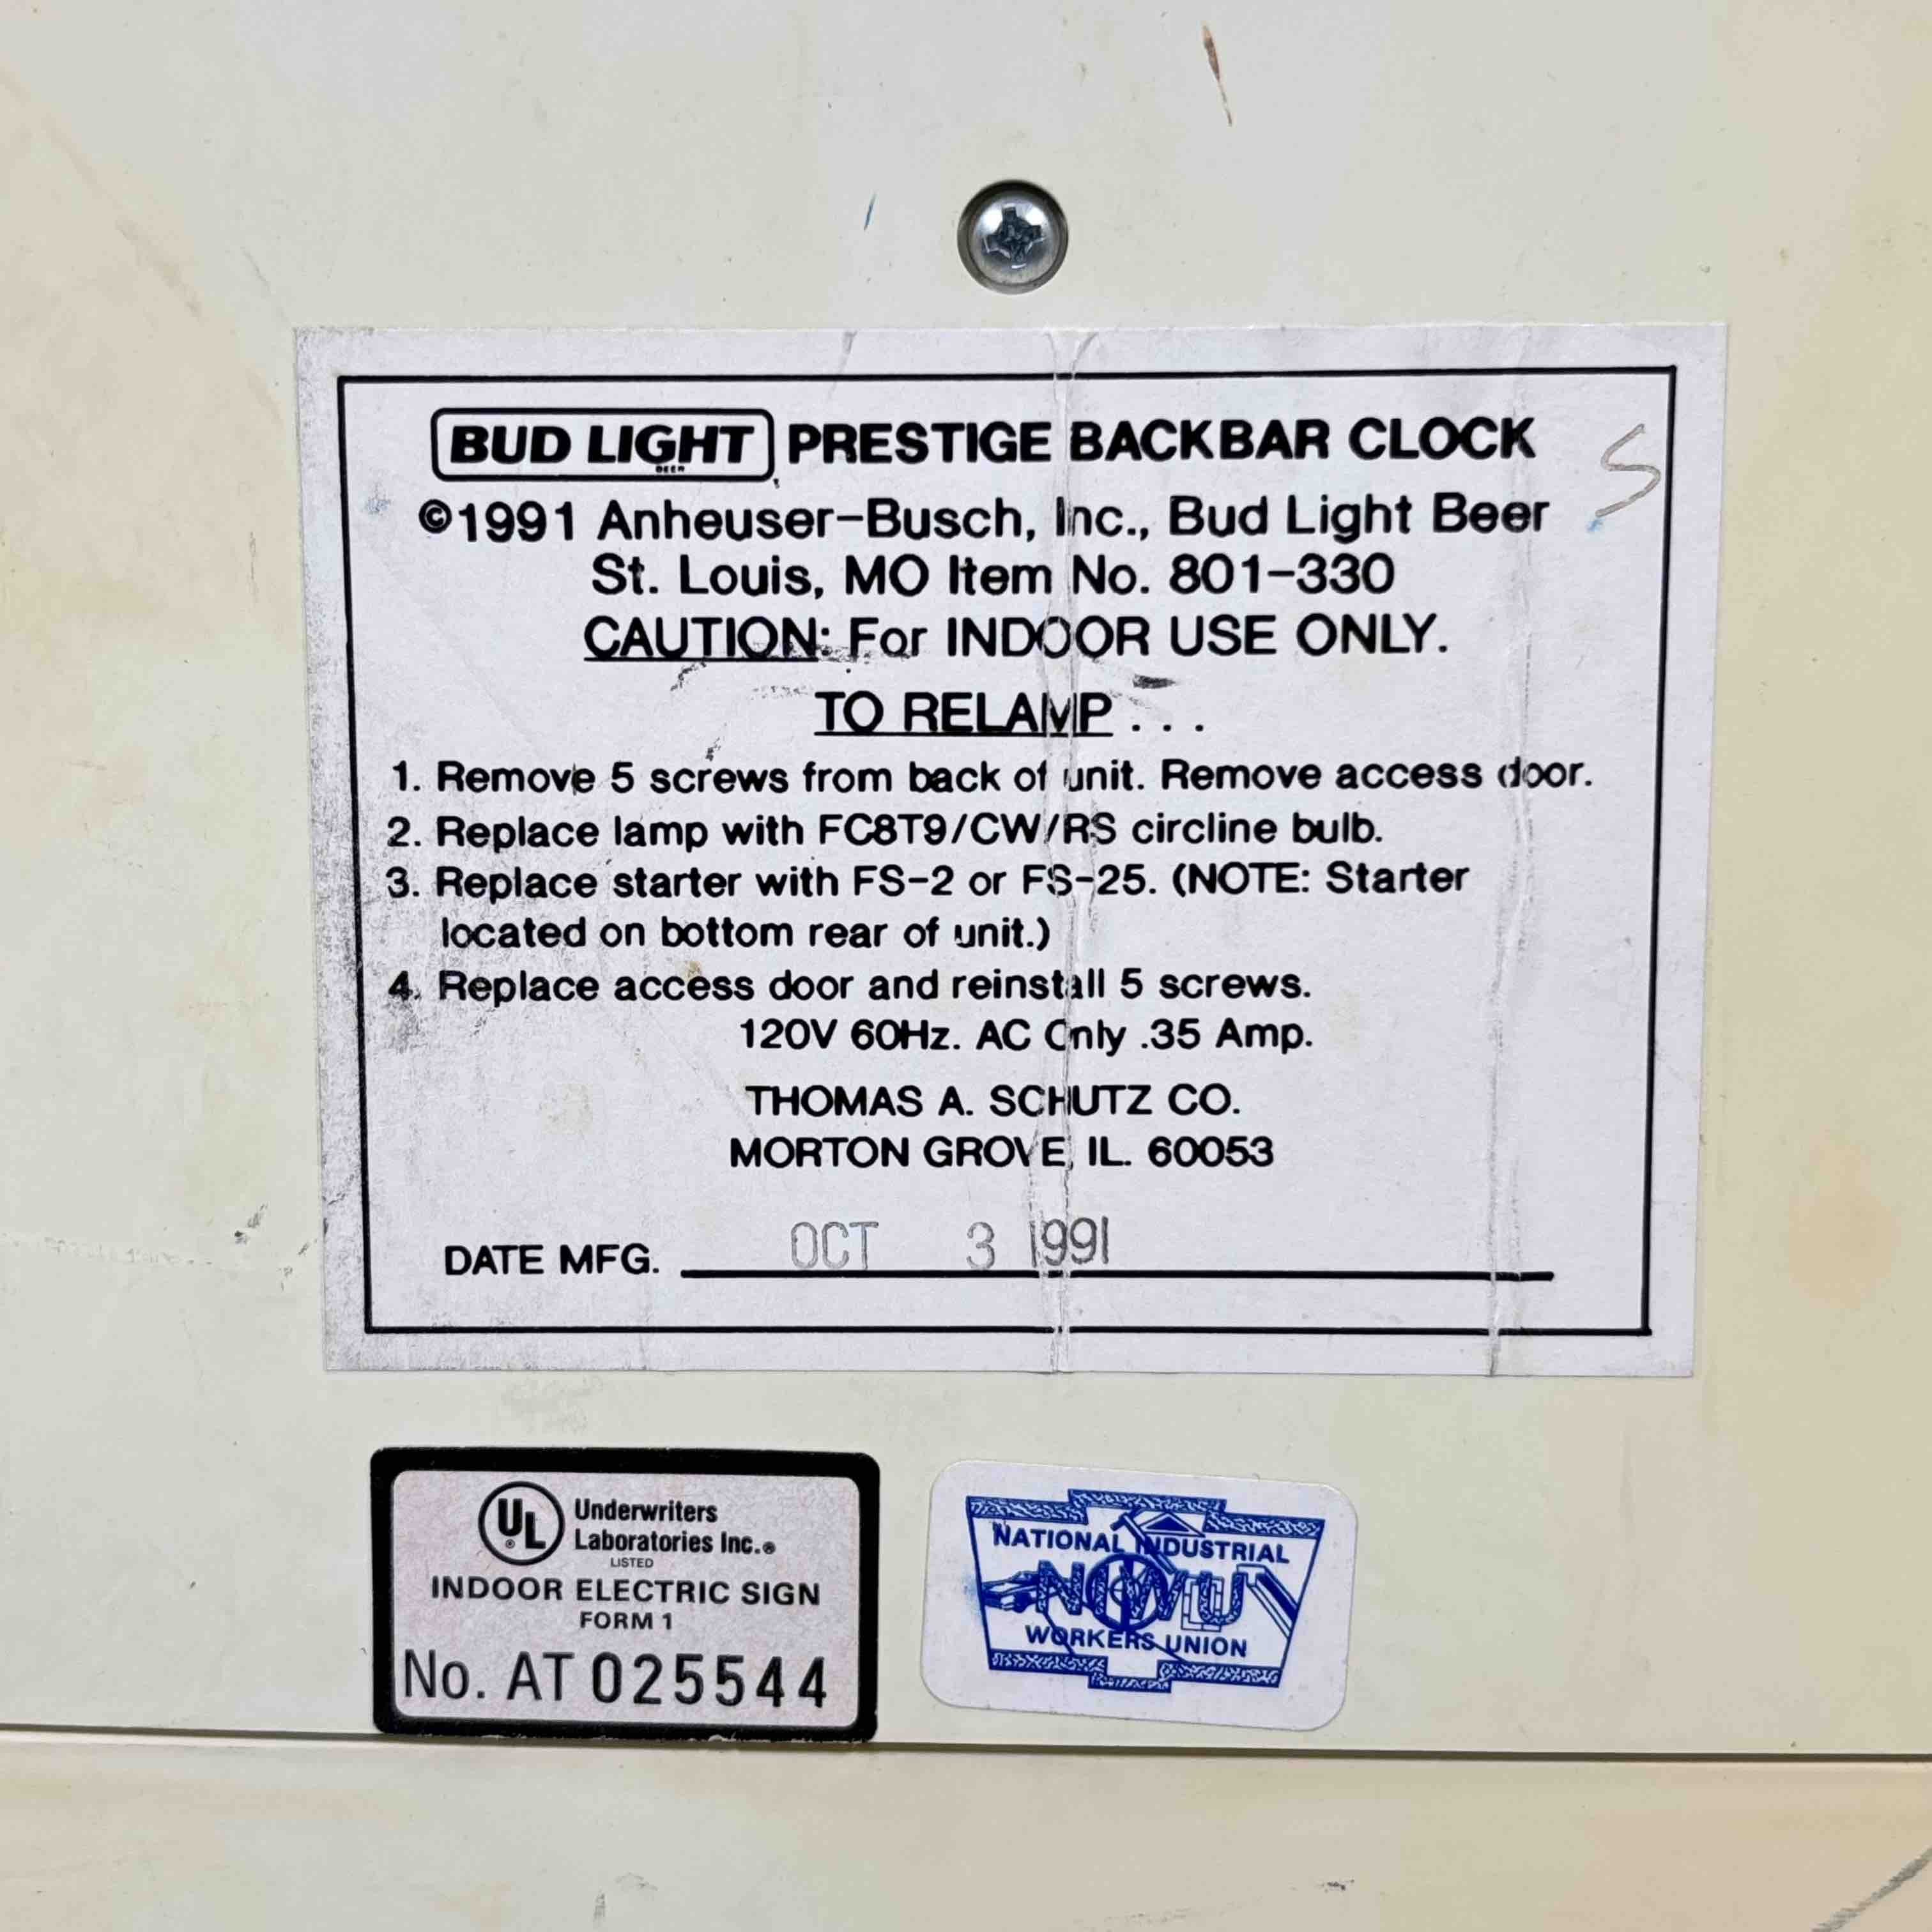 BUD LIGHT PRESTIGE BACKBAR CLOCK
BEER
©1991 Anheuser-Busch, Inc., Bud Light Beer
St. Louis, MO Item No. 801-330
CAUTION: For INDOOR USE ONLY.
TO RELAMP . . .
1. Remove 5 screws from back of unit. Remove access door.
2. Replace lamp with FC8T9/CW/RS circline bulb.
3. Replace starter with FS-2 or FS-25. (NOTE: Starter
located on bottom rear of unit.)
4. Replace access door and reinstall 5 screws.
120V 60Hz. AC Only .35 Amp.
THOMAS A. SCHUTZ CO.
MORTON GROVE, IL. 60053
DATE MFG. OCT 3 1991
S
UL Underwriters
Laboratories Inc.®
LISTED
INDOOR ELECTRIC SIGN
FORM 1
No. AT 025544
NATIONAL INDUSTRIAL
NIWU
WORKERS UNION